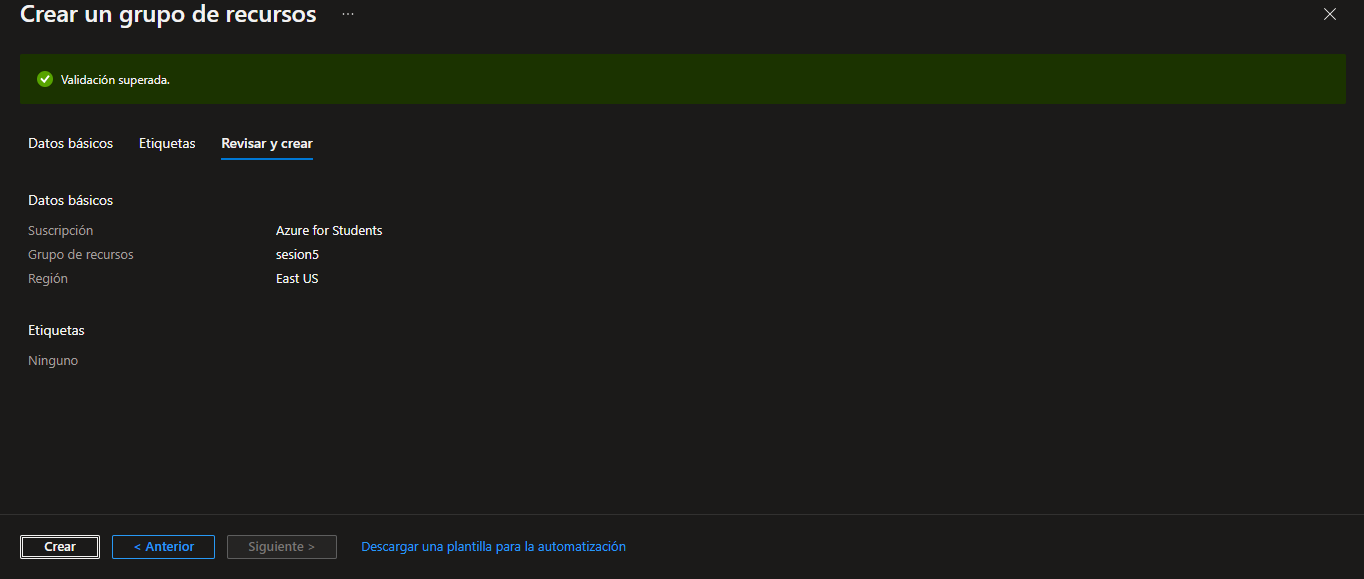 Crear un grupo de recursos ...
Validación superada.
Datos básicos Etiquetas Revisar y crear
Datos básicos
Suscripción Azure for Students
Grupo de recursos sesion5
Región East US
Etiquetas
Ninguno
Crear < Anterior Siguiente > Descargar una plantilla para la automatización